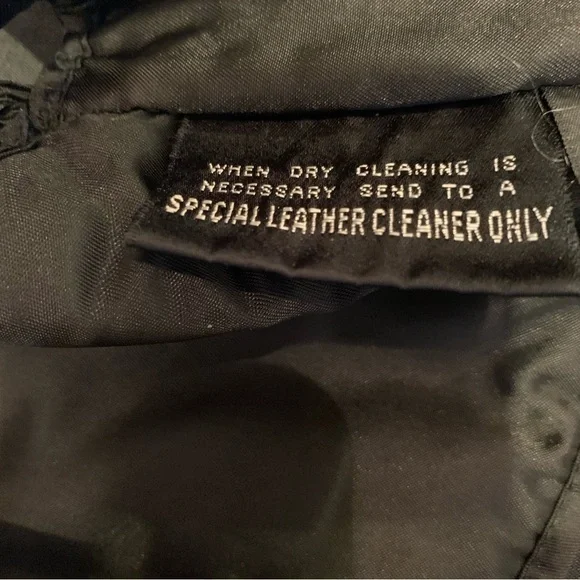 WHEN DRY CLEANING IS
NECESSARY SEND TO A
SPECIAL LEATHER CLEANER ONLY